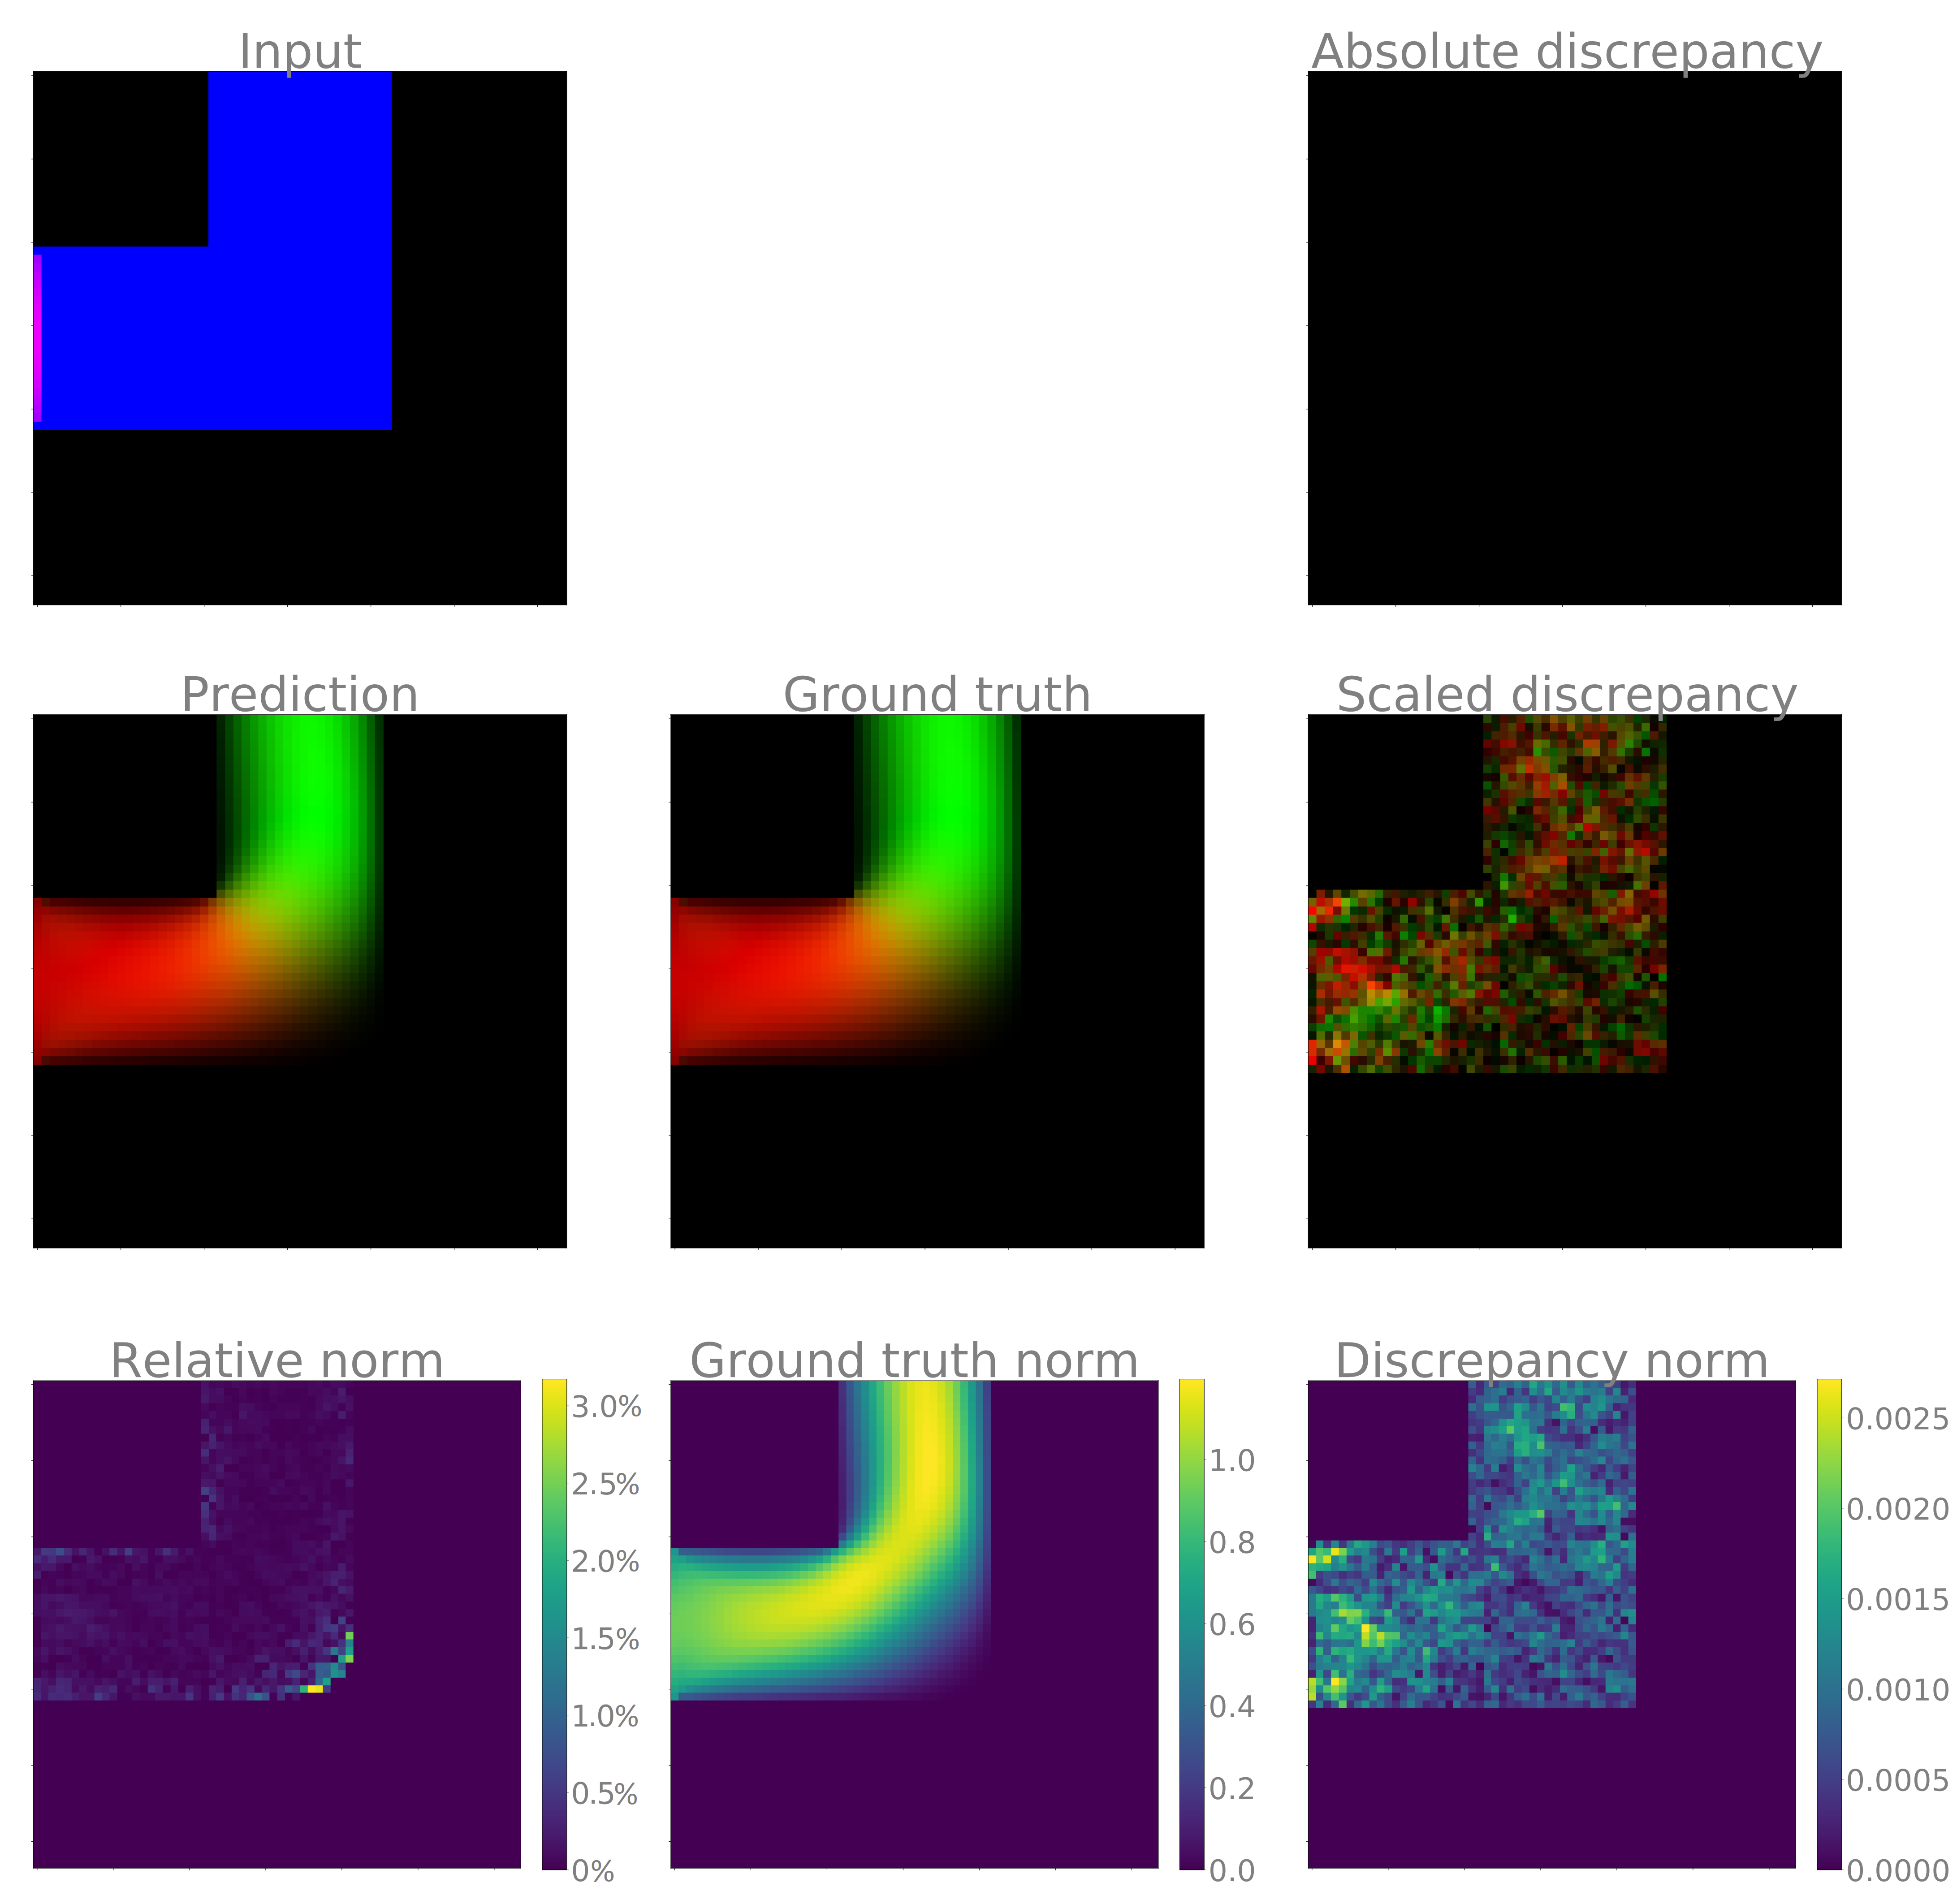 Input
Absolute discrepancy
Prediction
Ground truth
Scaled discrepancy
Relative norm
3.0%
2.5%
2.0%
1.5%
1.0%
0.5%
0%
Ground truth norm
1.0
0.8
0.6
0.4
0.2
0.0
Discrepancy norm
0.0025
0.0020
0.0015
0.0010
0.0005
0.0000